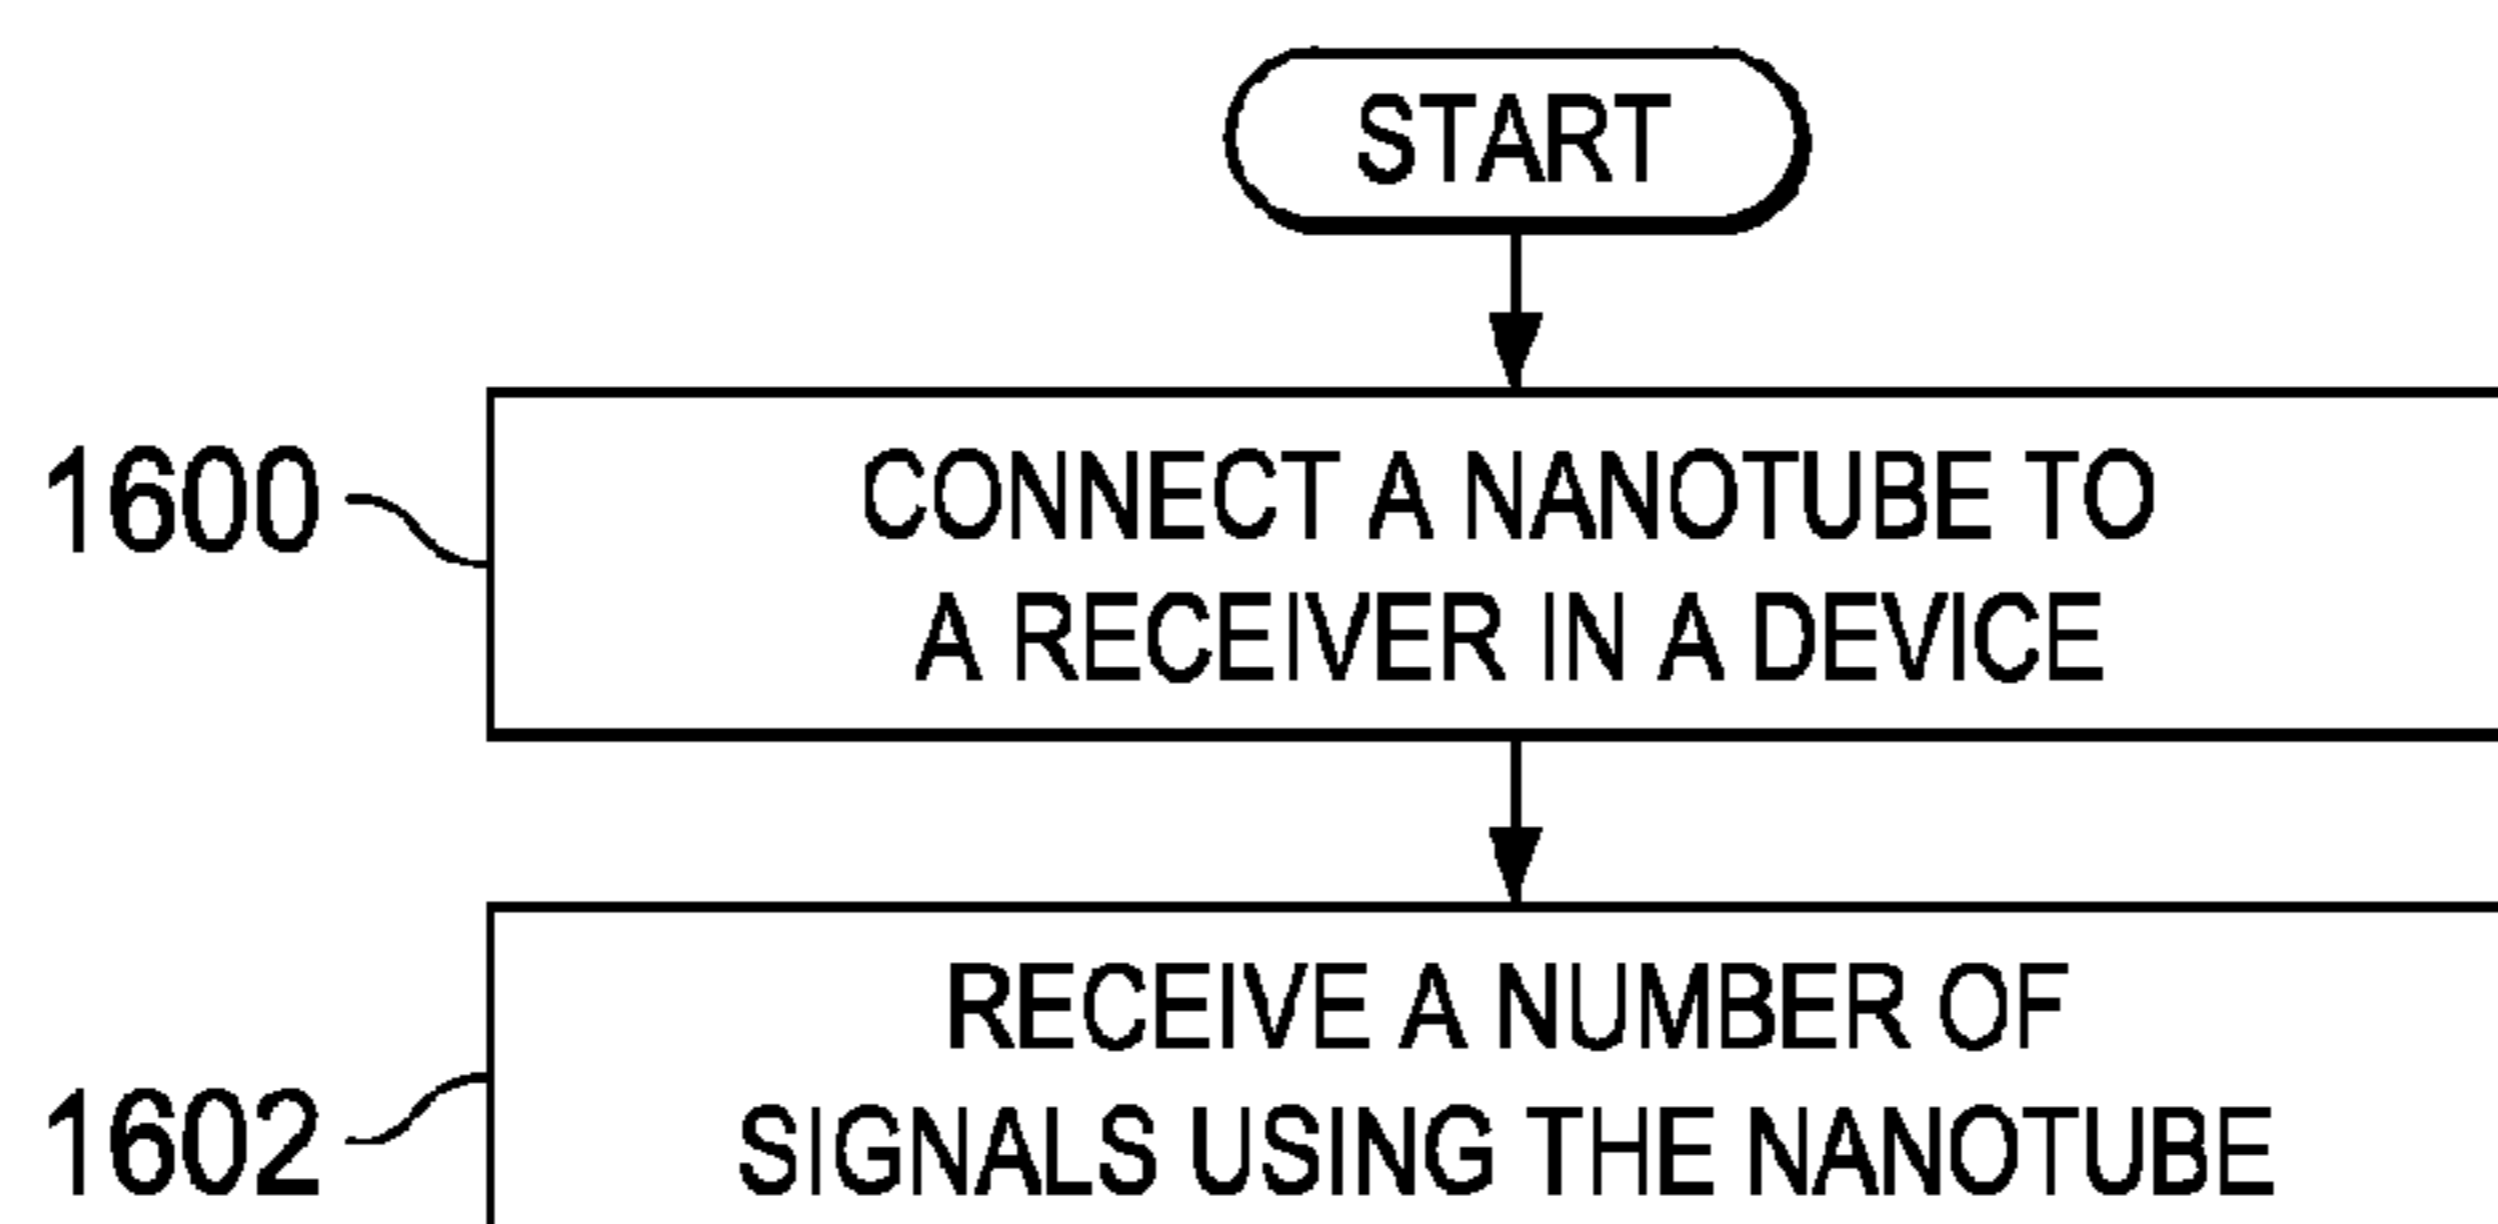 START
1600
CONNECT A NANOTUBE TO
A RECEIVER IN A DEVICE
RECEIVE A NUMBER OF
1602
SIGNALS USING THE NANOTUBE